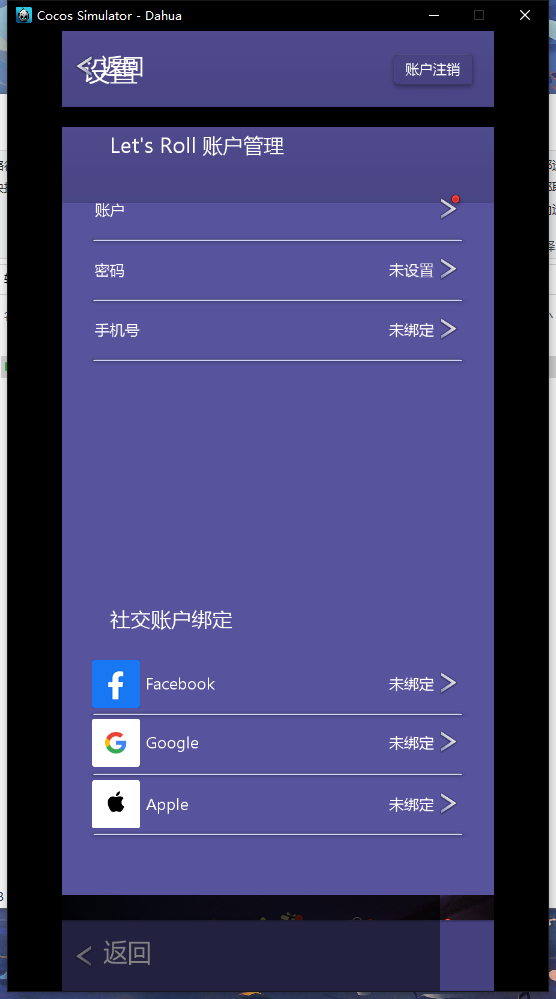 Cocos Simulator - Dahua
返回
设置
账户注销
Let's Roll 账户管理
账户
密码 未设置
手机号 未绑定
社交账户绑定
Facebook 未绑定
Google 未绑定
Apple 未绑定
返回